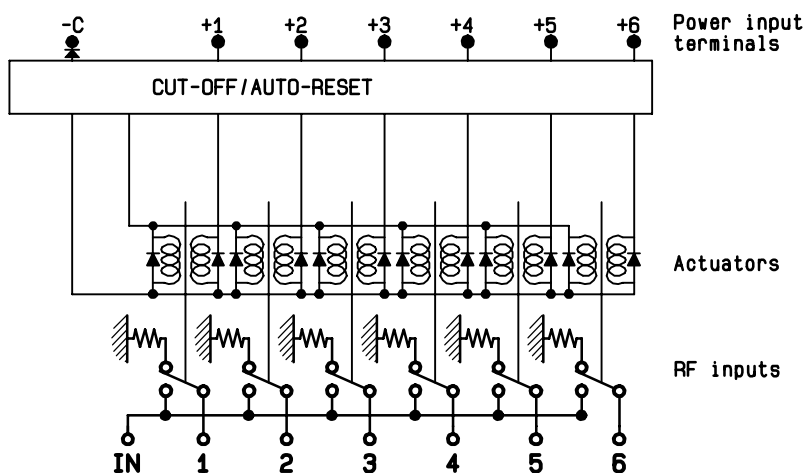 -C +1 +2 +3 +4 +5 +6
Power input
terminals
CUT-OFF/AUTO-RESET
Actuators
RF inputs
IN 1 2 3 4 5 6